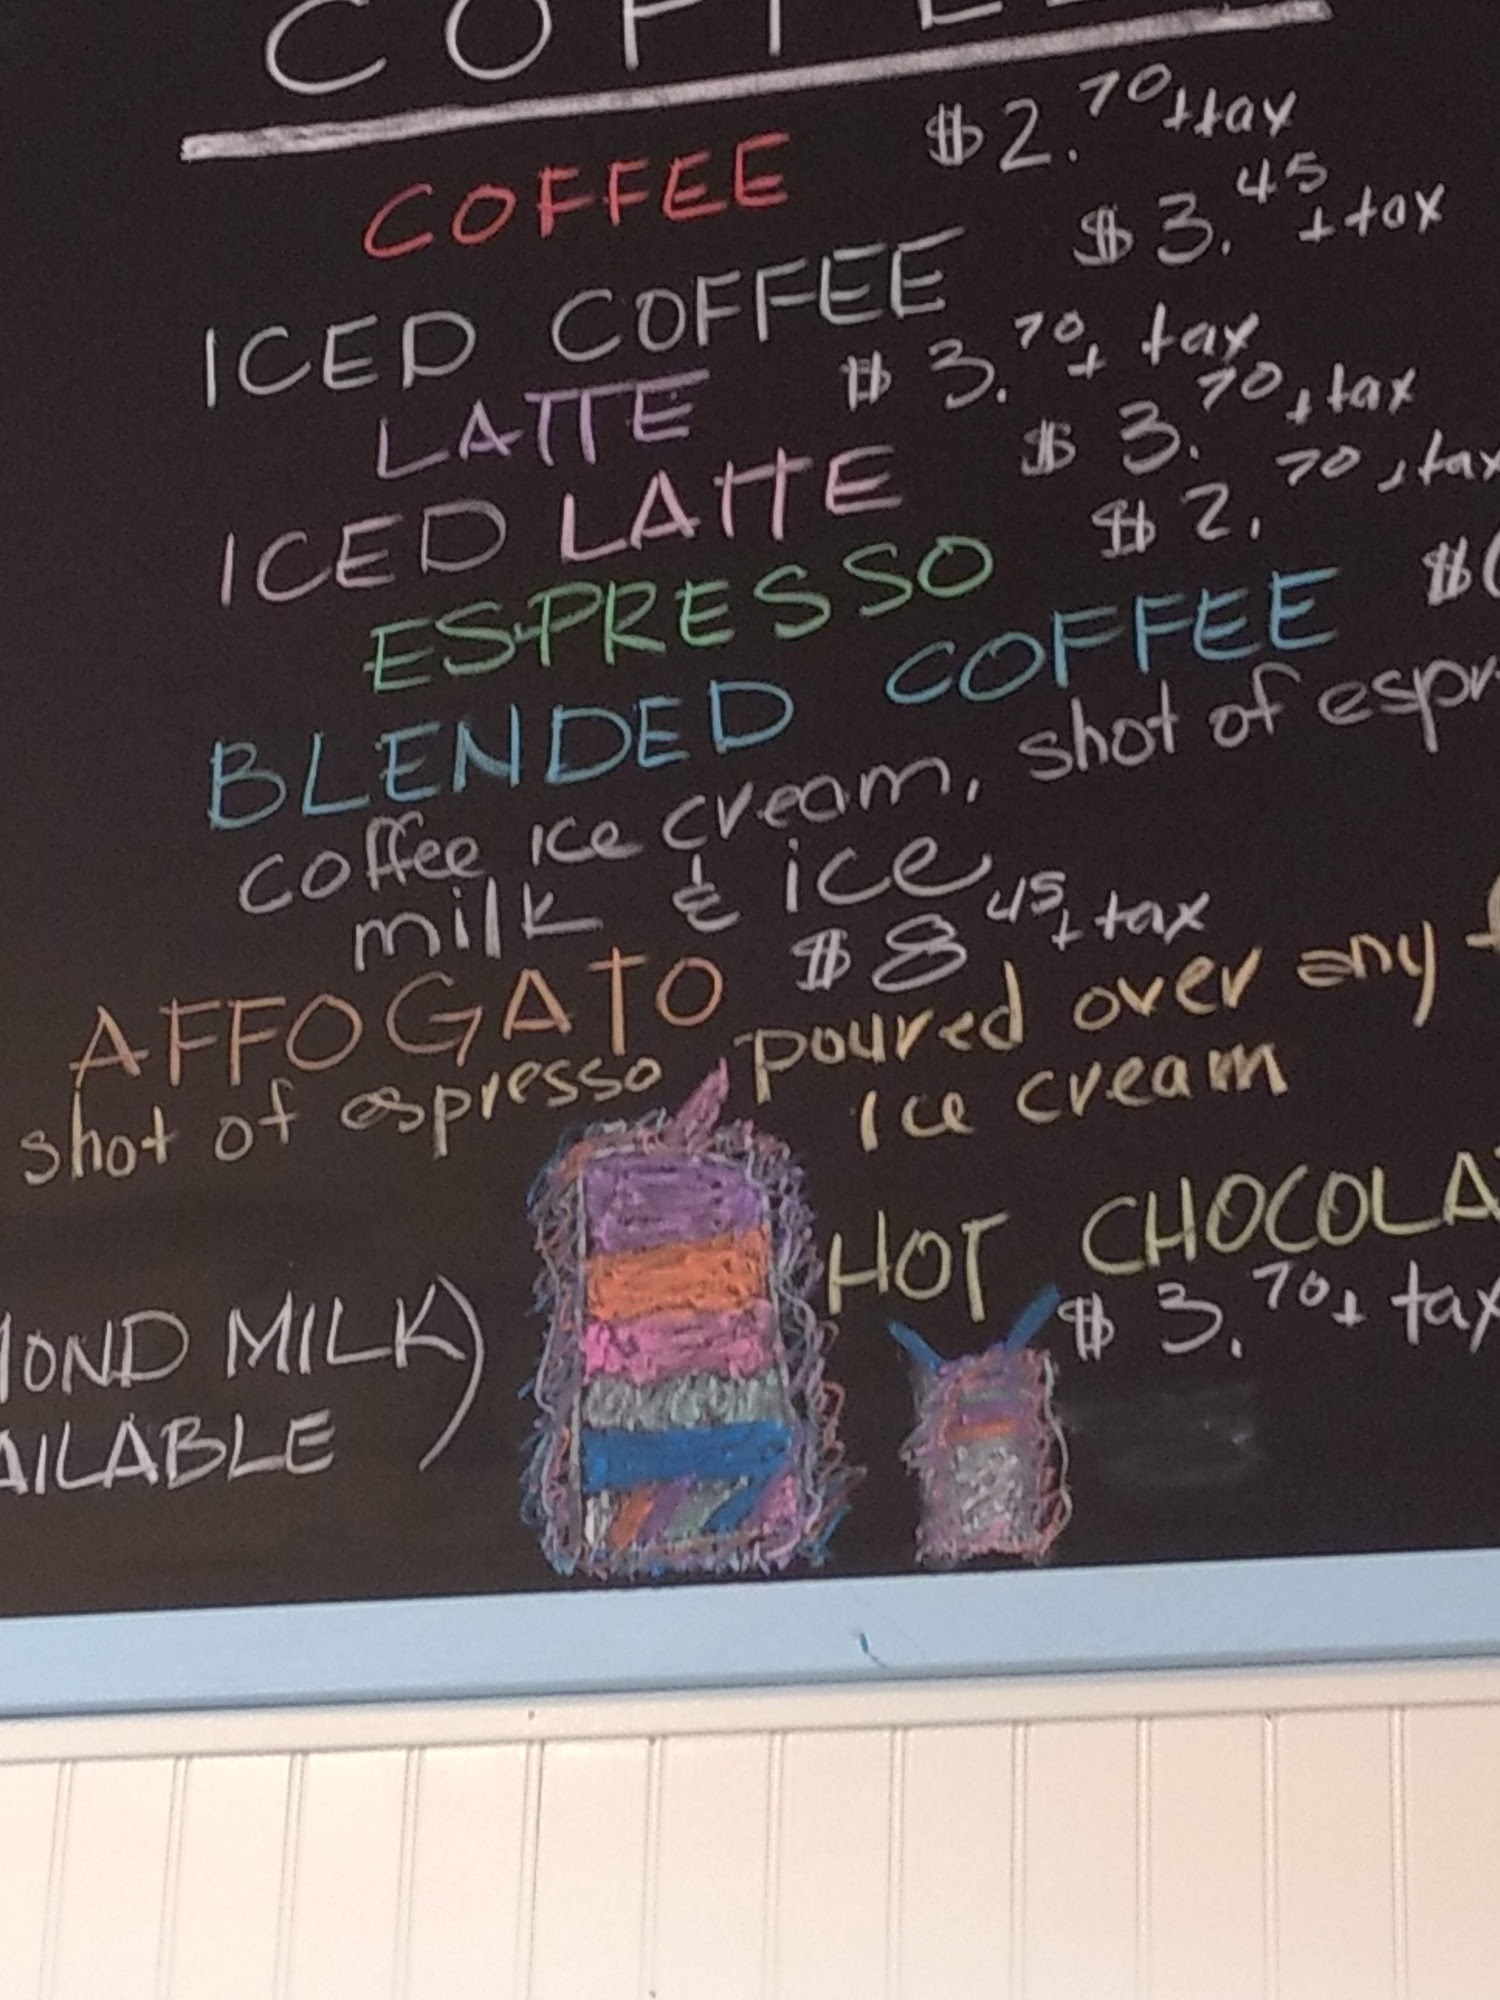 COFFEE
COFFEE $2.70 + tax
ICED COFFEE $3.45 + tax
LATTE $3.70 + tax
ICED LATTE $3.70 + tax
ESPRESSO $2.70 + tax
BLENDED COFFEE
coffee ice cream, shot of
milk & ice
AFFOGATO $8.45 + tax
shot of espresso poured over any
ice cream
HOT
$3.70 + tax
MILK)